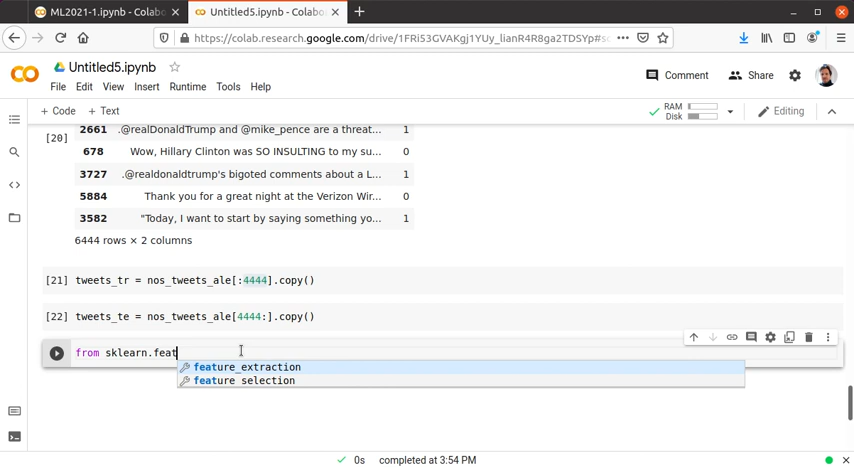 ML2021-1.ipynb - Colabo
Untitled5.ipynb - Colabo
https://colab.research.google.com/drive/1FRi53GVAKgj1YUy_lianR4R8ga2TDSYp#sc
Untitled5.ipynb
File Edit View Insert Runtime Tools Help
Comment
Share
+ Code + Text
RAM
Disk
Editing
[20]
2661 .@realDonaldTrump and @mike_pence are a threat... 1
678 Wow, Hillary Clinton was SO INSULTING to my su... 0
3727 .@realdonaldtrump's bigoted comments about a L... 1
5884 Thank you for a great night at the Verizon Wir... 0
3582 "Today, I want to start by saying something yo... 1
6444 rows × 2 columns
[21] tweets_tr = nos_tweets_ale[:4444].copy()
[22] tweets_te = nos_tweets_ale[4444:].copy()
from sklearn.feat
feature_extraction
feature selection
0s completed at 3:54 PM